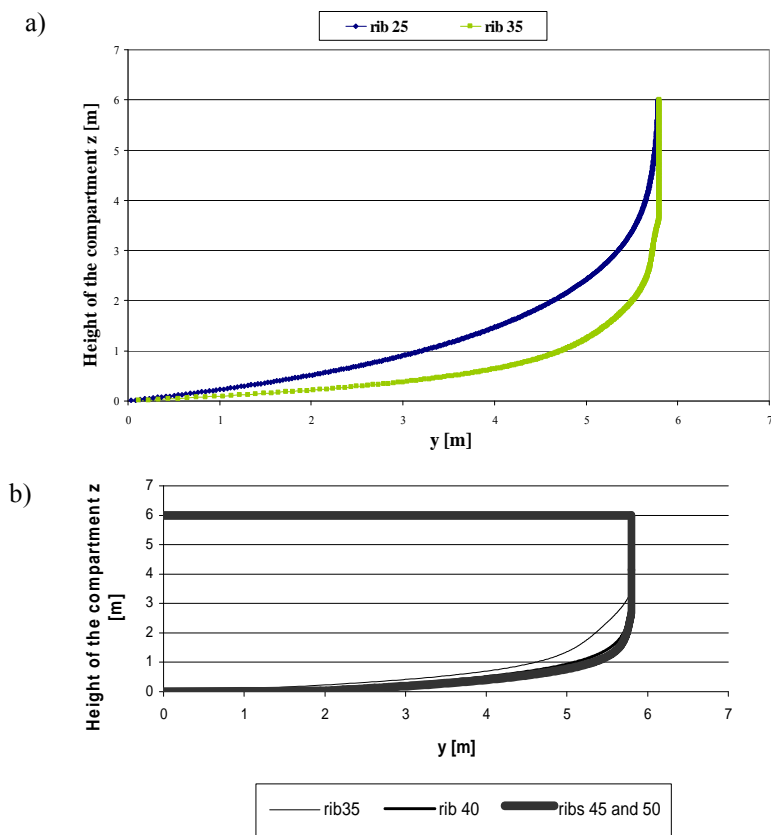 a)
rib 25 rib 35
Height of the compartment z [m]
7
6
5
4
3
2
1
0
0 1 2 3 4 5 6 7
y [m]
b)
Height of the compartment z
[m]
7
6
5
4
3
2
1
0
0 1 2 3 4 5 6 7
y [m]
rib35 rib 40 ribs 45 and 50